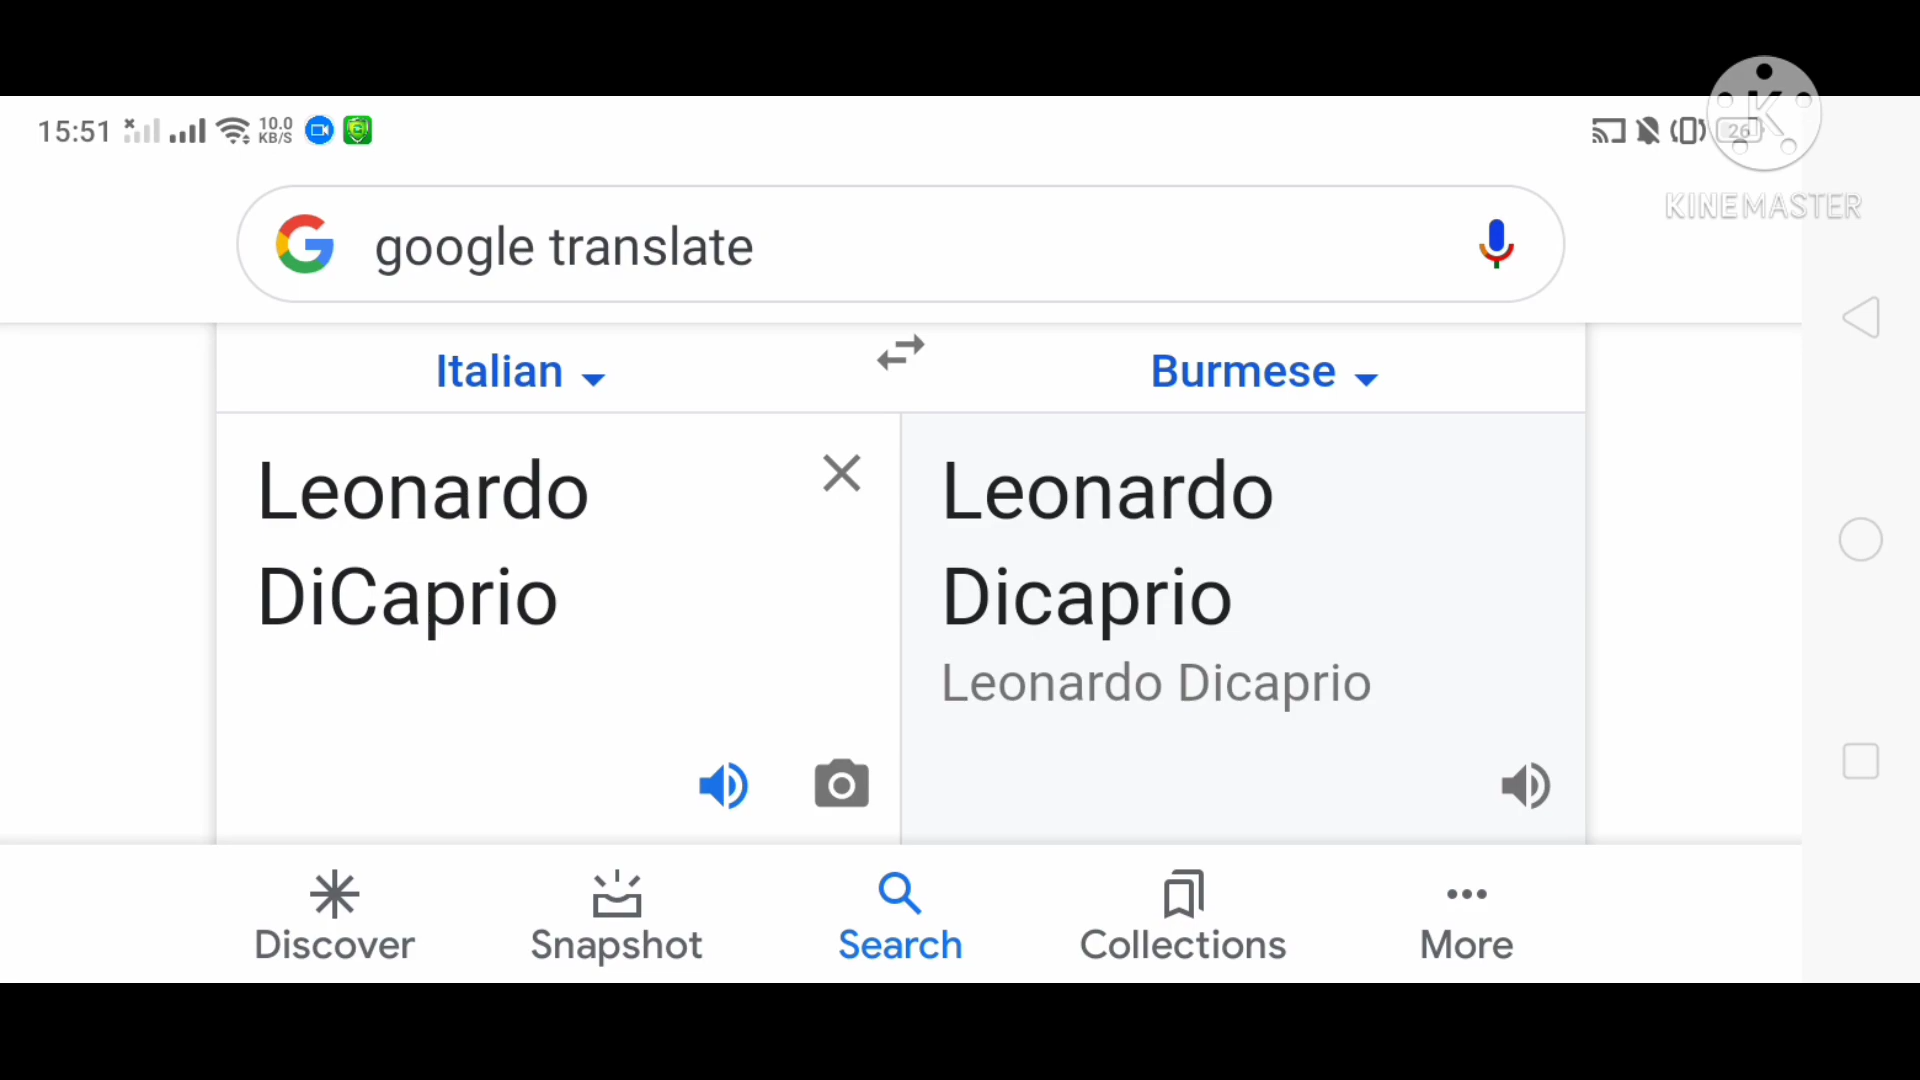 15:51 10.0 KB/S 26
KINEMASTER
google translate
Italian Burmese
Leonardo DiCaprio
Leonardo Dicaprio
Leonardo Dicaprio
Discover Snapshot Search Collections More